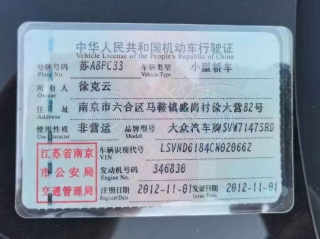 中华人民共和国机动车行驶证
Vehicle License of the People's Republic of China
号牌号码 苏A8PC33 车辆类型 小型轿车
Plate No. Vehicle Type
所有人 徐克云
Owner
住址 南京市六合区马鞍镇盛岗村徐大营82号
Address
使用性质 非营运 品牌型号 大众汽车牌SVW7147SRD
Use Character Model
江苏省南京
市公安局
交通管理局
车辆识别代号 LSVND6184CN020662
VIN
发动机号码 346830
Engine No.
注册日期 2012-11-01 发证日期 2012-11-01
Register Date Issue Date